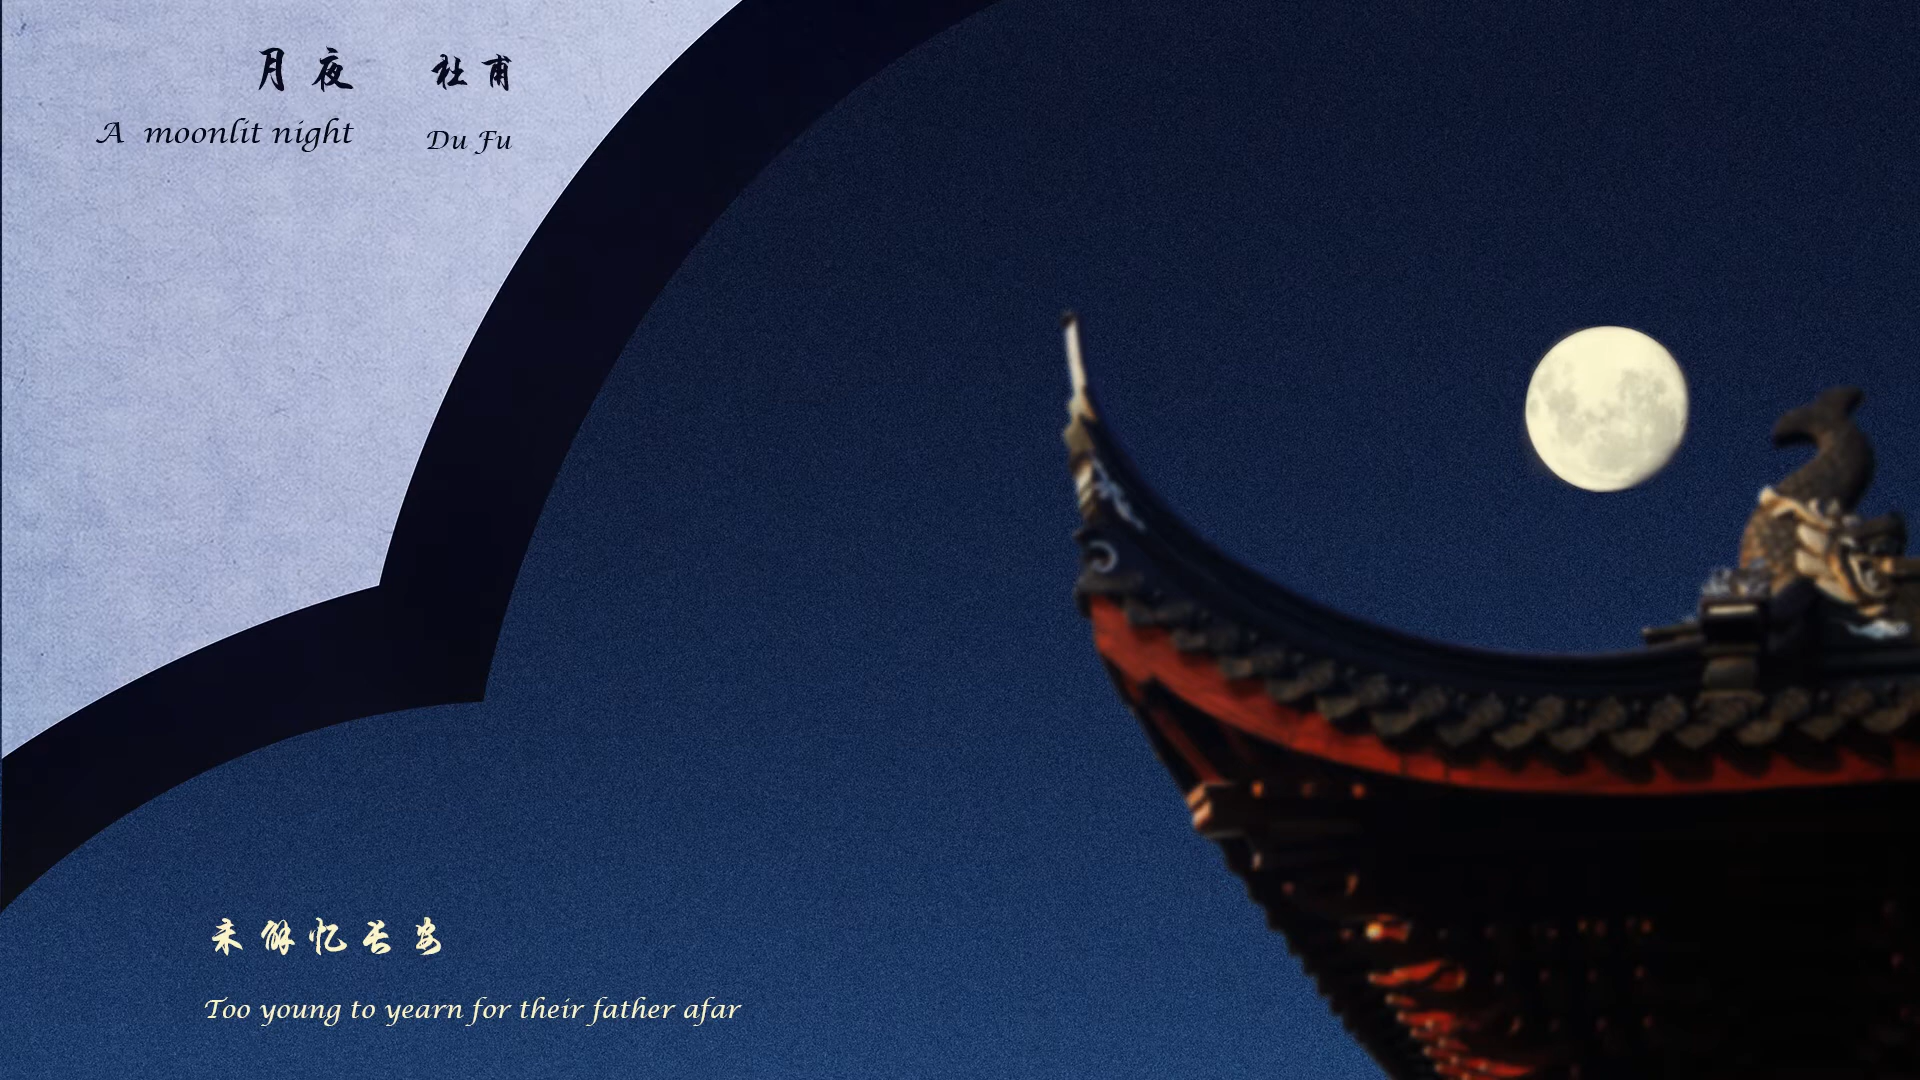 月夜 杜甫
A moonlit night Du Fu
未解忆长安
Too young to yearn for their father afar